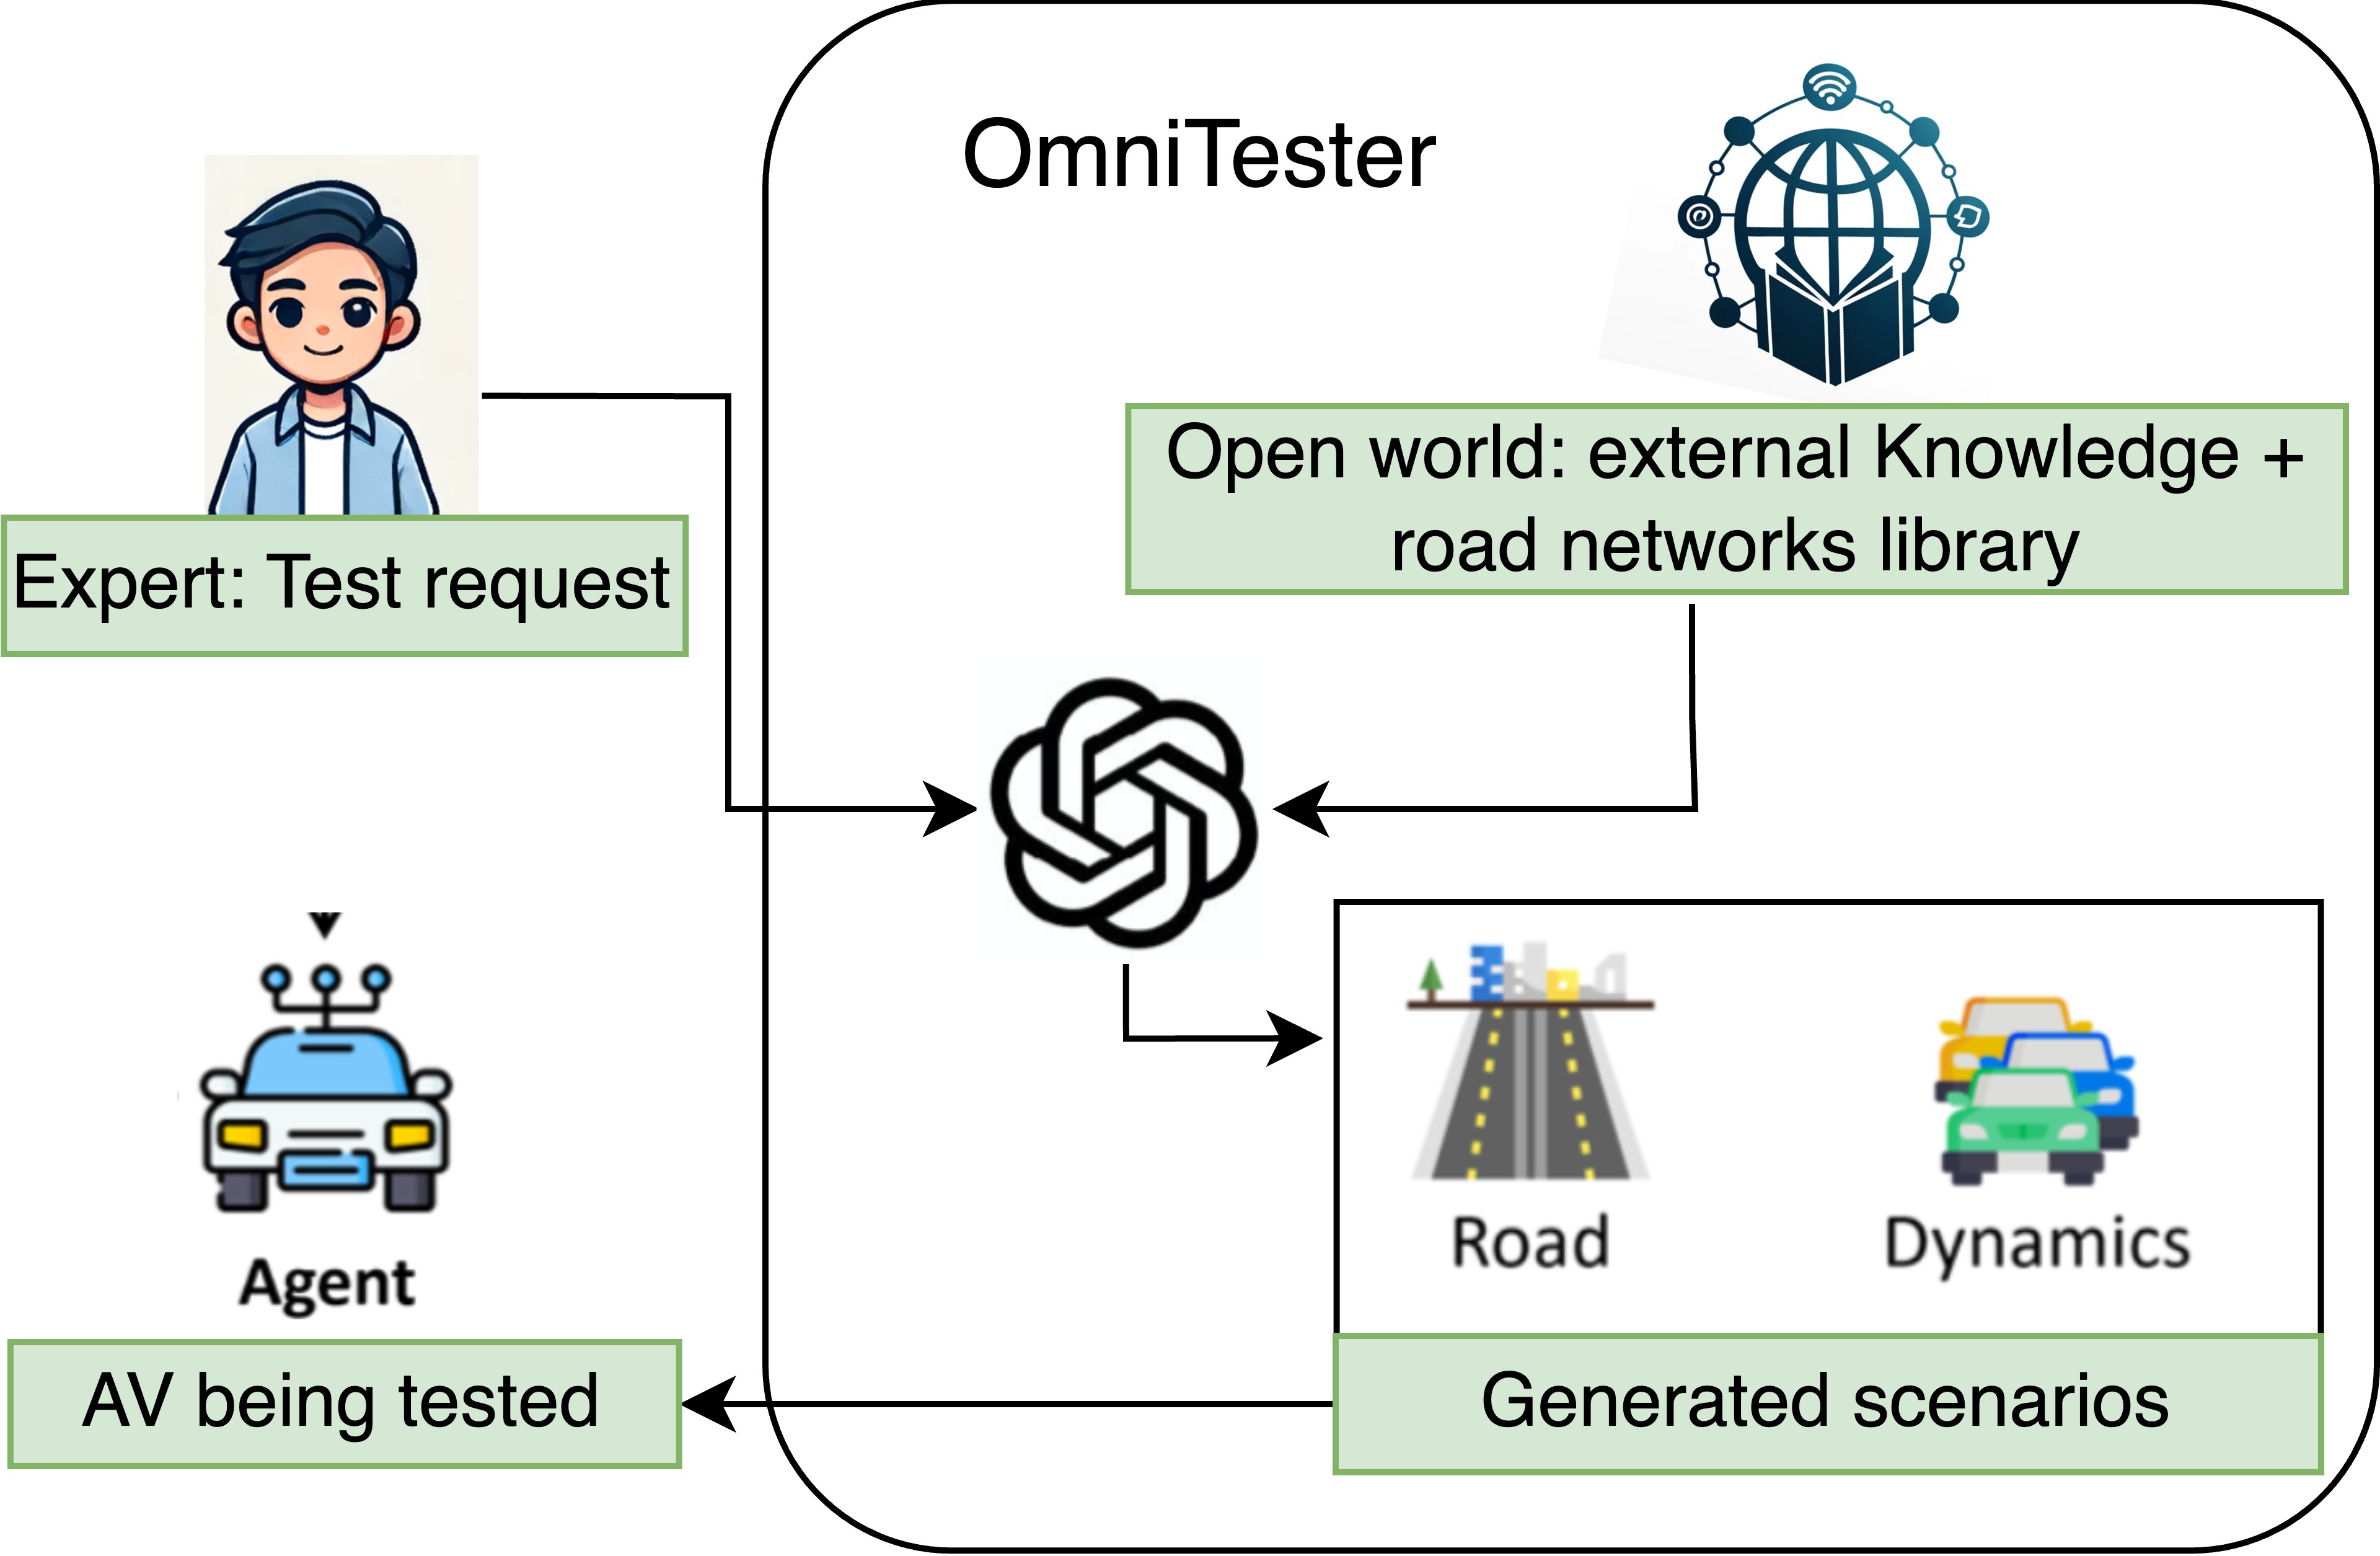 OmniTester
Open world: external Knowledge +
road networks library
Expert: Test request
Road
Dynamics
Agent
AV being tested
Generated scenarios